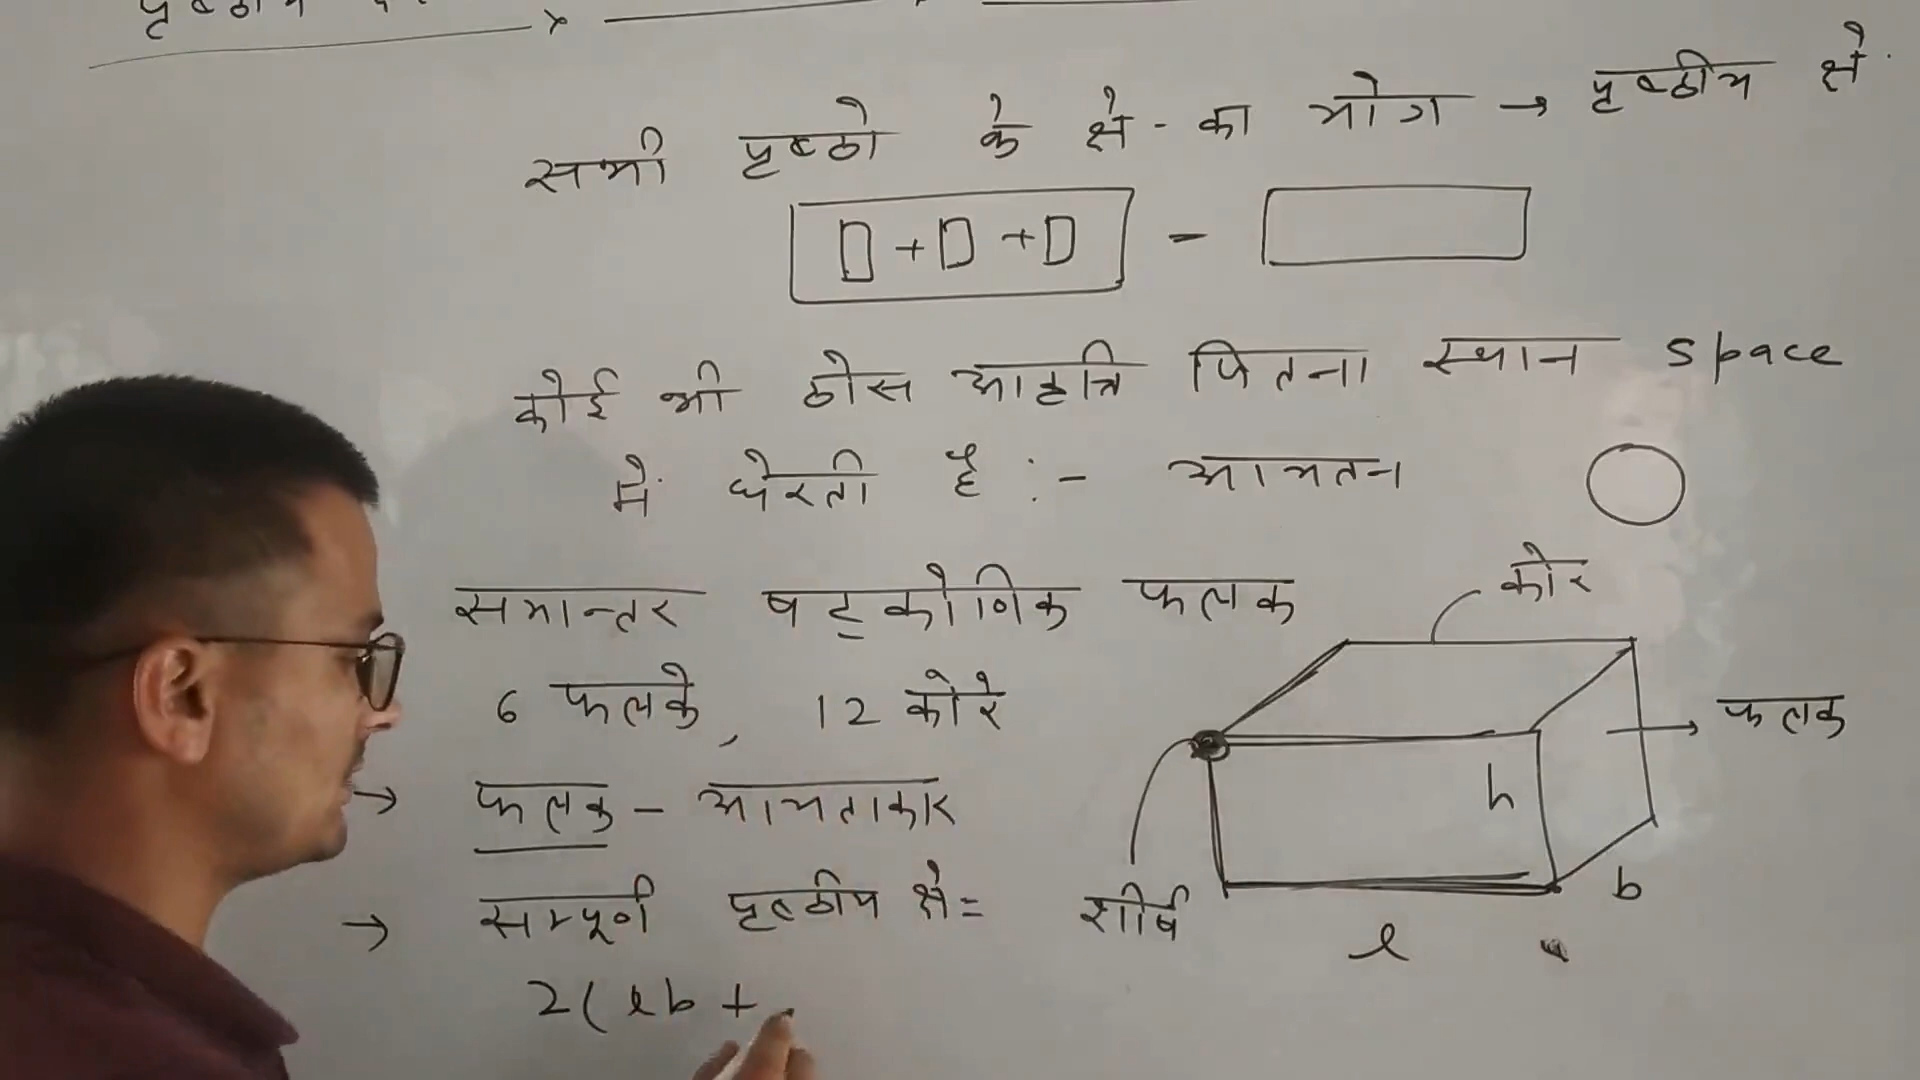 सभी पृष्ठो के क्षे॰ का योग → पृष्ठीय क्षे॰
▯ + D + D -
कोई भी ठोस आकृति जितना स्थान space
में घेरती है :- आयतन
समान्तर षट्कोणिक फलक
6 फलके, 12 कोरे
→ फलक - आयताकार
→ सम्पूर्ण पृष्ठीय क्षे =
2(lb +
कोर
फलक
h
b
शीर्ष
l